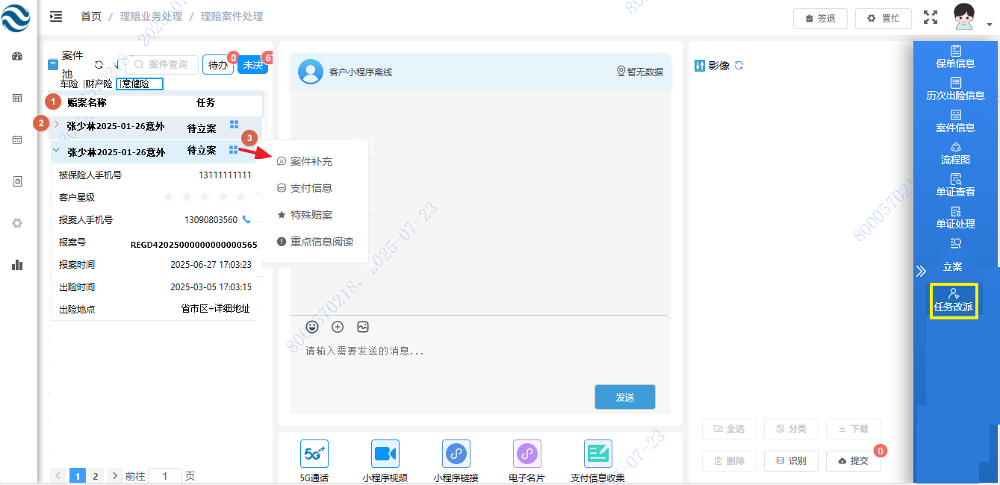 首页 / 理赔业务处理 / 理赔案件处理
签退
置忙
案件池
案件查询
待办
0
未决
6
车险 |财产险 |意健险
1
赔案名称 任务
2
张少林2025-01-26意外 待立案
3
张少林2025-01-26意外 待立案
被保险人手机号 13111111111
客户星级
报案人手机号 13090803560
报案号 REGD42025000000000000565
报案时间 2025-06-27 17:03:23
出险时间 2025-03-05 17:03:15
出险地点 省市区+详细地址
1 2 前往 1 页
案件补充
支付信息
特殊赔案
重点信息阅读
客户小程序离线
暂无数据
请输入需要发送的消息...
发送
5G通话
小程序视频
小程序链接
电子名片
支付信息收集
影像
全选
分类
下载
删除
识别
提交
0
保单信息
历次出险信息
案件信息
流程图
单证查看
单证处理
立案
任务改派
8000570218, 2025-07-23